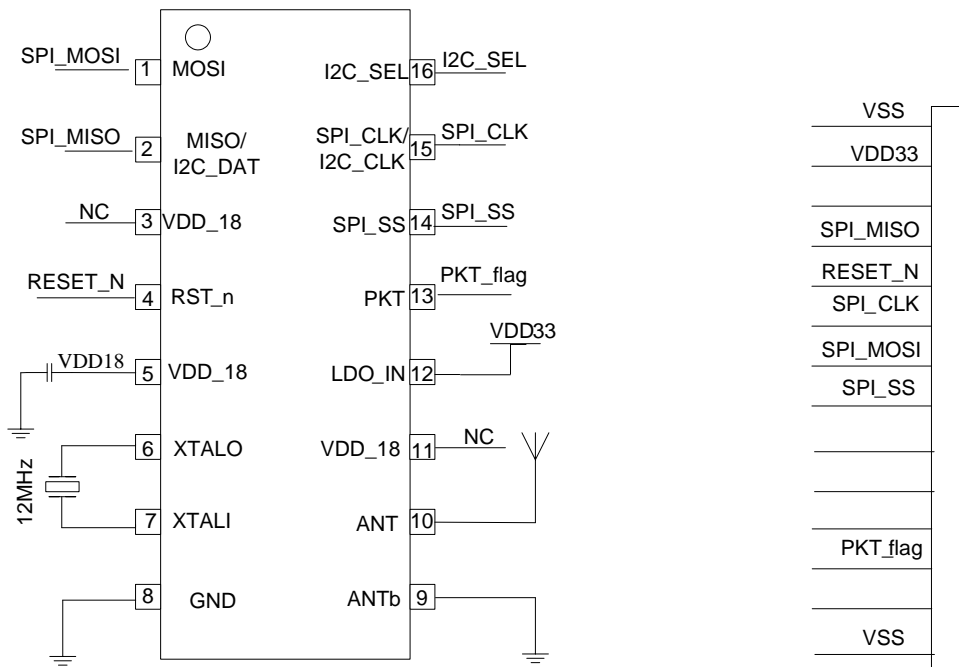 SPI_MOSI 1 MOSI I2C_SEL 16 I2C_SEL
VSS
VDD33
SPI_MISO 2 MISO/ I2C_DAT SPI_CLK/ I2C_CLK 15 SPI_CLK
NC 3 VDD_18 SPI_SS 14 SPI_SS
SPI_MISO
RESET_N 4 RST_n PKT 13 PKT_flag
RESET_N
SPI_CLK
VDD18 5 VDD_18 LDO_IN 12 VDD33
SPI_MOSI
SPI_SS
12MHz
6 XTALO VDD_18 11 NC
7 XTALI ANT 10
PKT_flag
8 GND ANTb 9
VSS